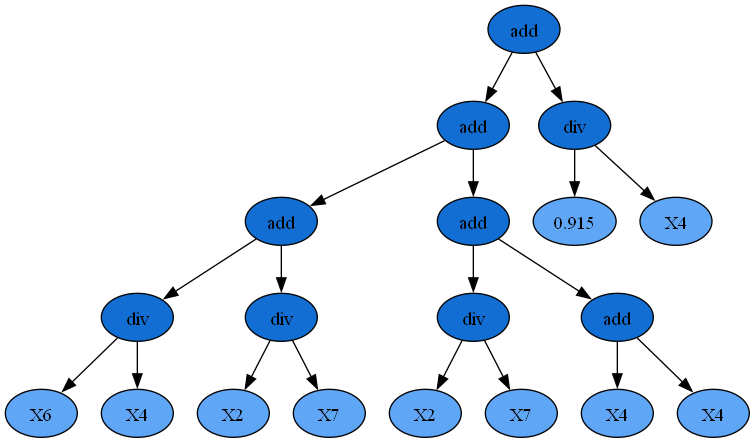 add
add div
add add 0.915 X4
div div div add
X6 X4 X2 X7 X2 X7 X4 X4